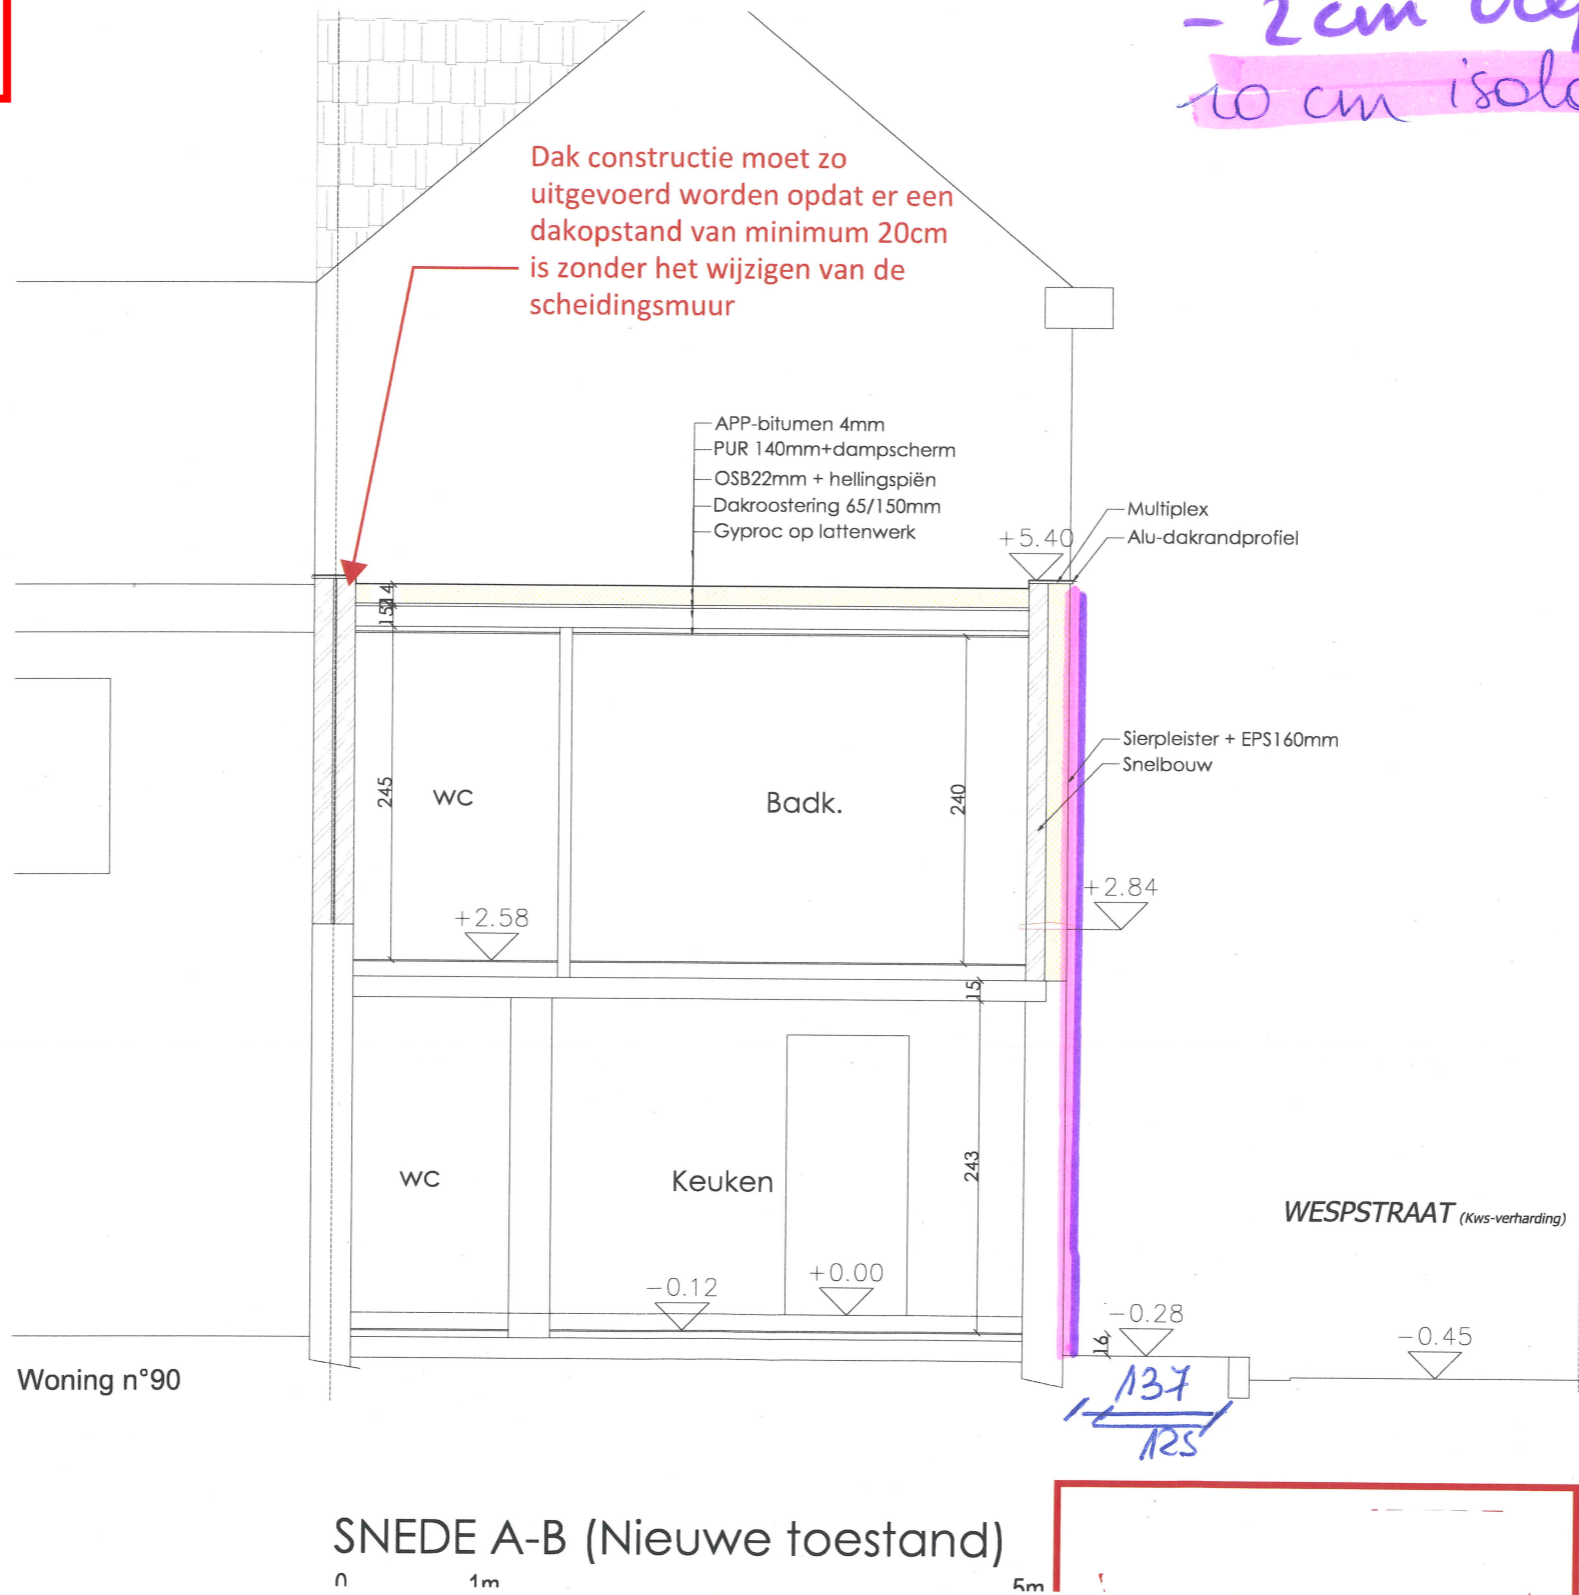 - 2 cm
10 cm
Dak constructie moet zo
uitgevoerd worden opdat er een
dakopstand van minimum 20cm
is zonder het wijzigen van de
scheidingsmuur
APP-bitumen 4mm
PUR 140mm+dampscherm
OSB22mm + hellingspiën
Dakroostering 65/150mm
Gyproc op lattenwerk
+5.40
Multiplex
Alu-dakrandprofiel
14
15
245
WC
Badk.
240
Sierpleister + EPS160mm
Snelbouw
+2.84
+2.58
15
WC
Keuken
243
WESPSTRAAT (Kws-verharding)
-0.12
+0.00
-0.28
16
-0.45
Woning n°90
137
125
SNEDE A-B (Nieuwe toestand)
0 1m 5m